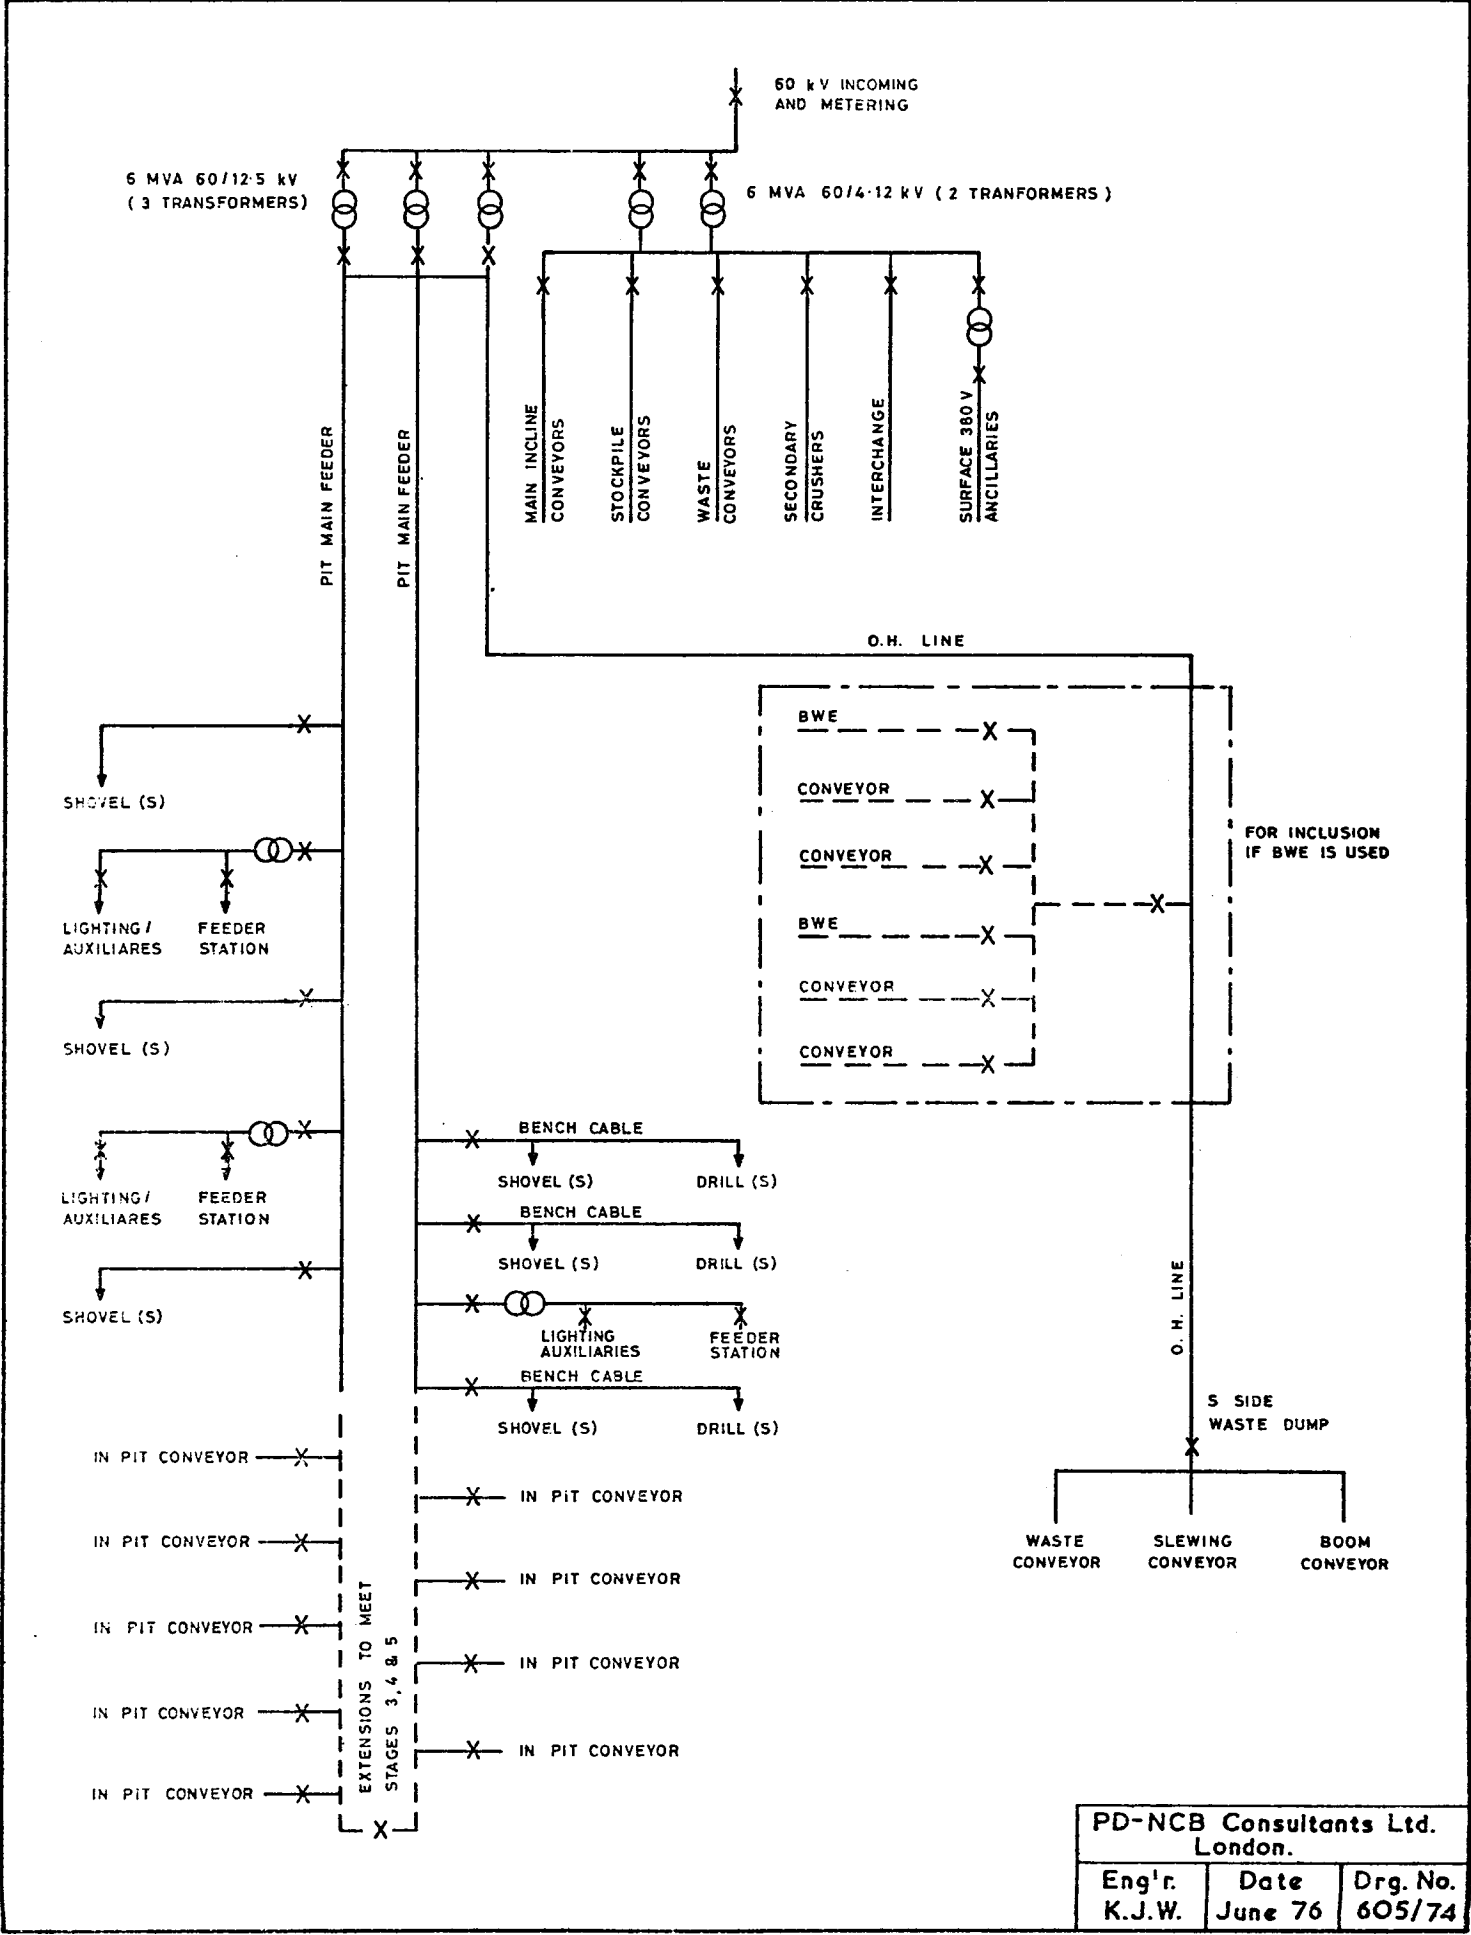 60 kV INCOMING
AND METERING
6 MVA 60/12·5 kV
( 3 TRANSFORMERS)
6 MVA 60/4·12 kV ( 2 TRANFORMERS )
PIT MAIN FEEDER
PIT MAIN FEEDER
MAIN INCLINE
CONVEYORS
STOCKPILE
CONVEYORS
WASTE
CONVEYORS
SECONDARY
CRUSHERS
INTERCHANGE
SURFACE 380 V
ANCILLARIES
O.H. LINE
SHOVEL (S)
LIGHTING /
AUXILIARES
FEEDER
STATION
SHOVEL (S)
LIGHTING /
AUXILIARES
FEEDER
STATION
SHOVEL (S)
BWE
CONVEYOR
CONVEYOR
BWE
CONVEYOR
CONVEYOR
FOR INCLUSION
IF BWE IS USED
BENCH CABLE
SHOVEL (S)
DRILL (S)
BENCH CABLE
SHOVEL (S)
DRILL (S)
LIGHTING
AUXILIARIES
FEEDER
STATION
BENCH CABLE
SHOVEL (S)
DRILL (S)
O. H. LINE
S SIDE
WASTE DUMP
WASTE
CONVEYOR
SLEWING
CONVEYOR
BOOM
CONVEYOR
IN PIT CONVEYOR
IN PIT CONVEYOR
IN PIT CONVEYOR
IN PIT CONVEYOR
IN PIT CONVEYOR
EXTENSIONS TO MEET
STAGES 3, 4 & 5
IN PIT CONVEYOR
IN PIT CONVEYOR
IN PIT CONVEYOR
IN PIT CONVEYOR
PD-NCB Consultants Ltd.
London.
Eng'r.
K.J.W.
Date
June 76
Drg. No.
605/74